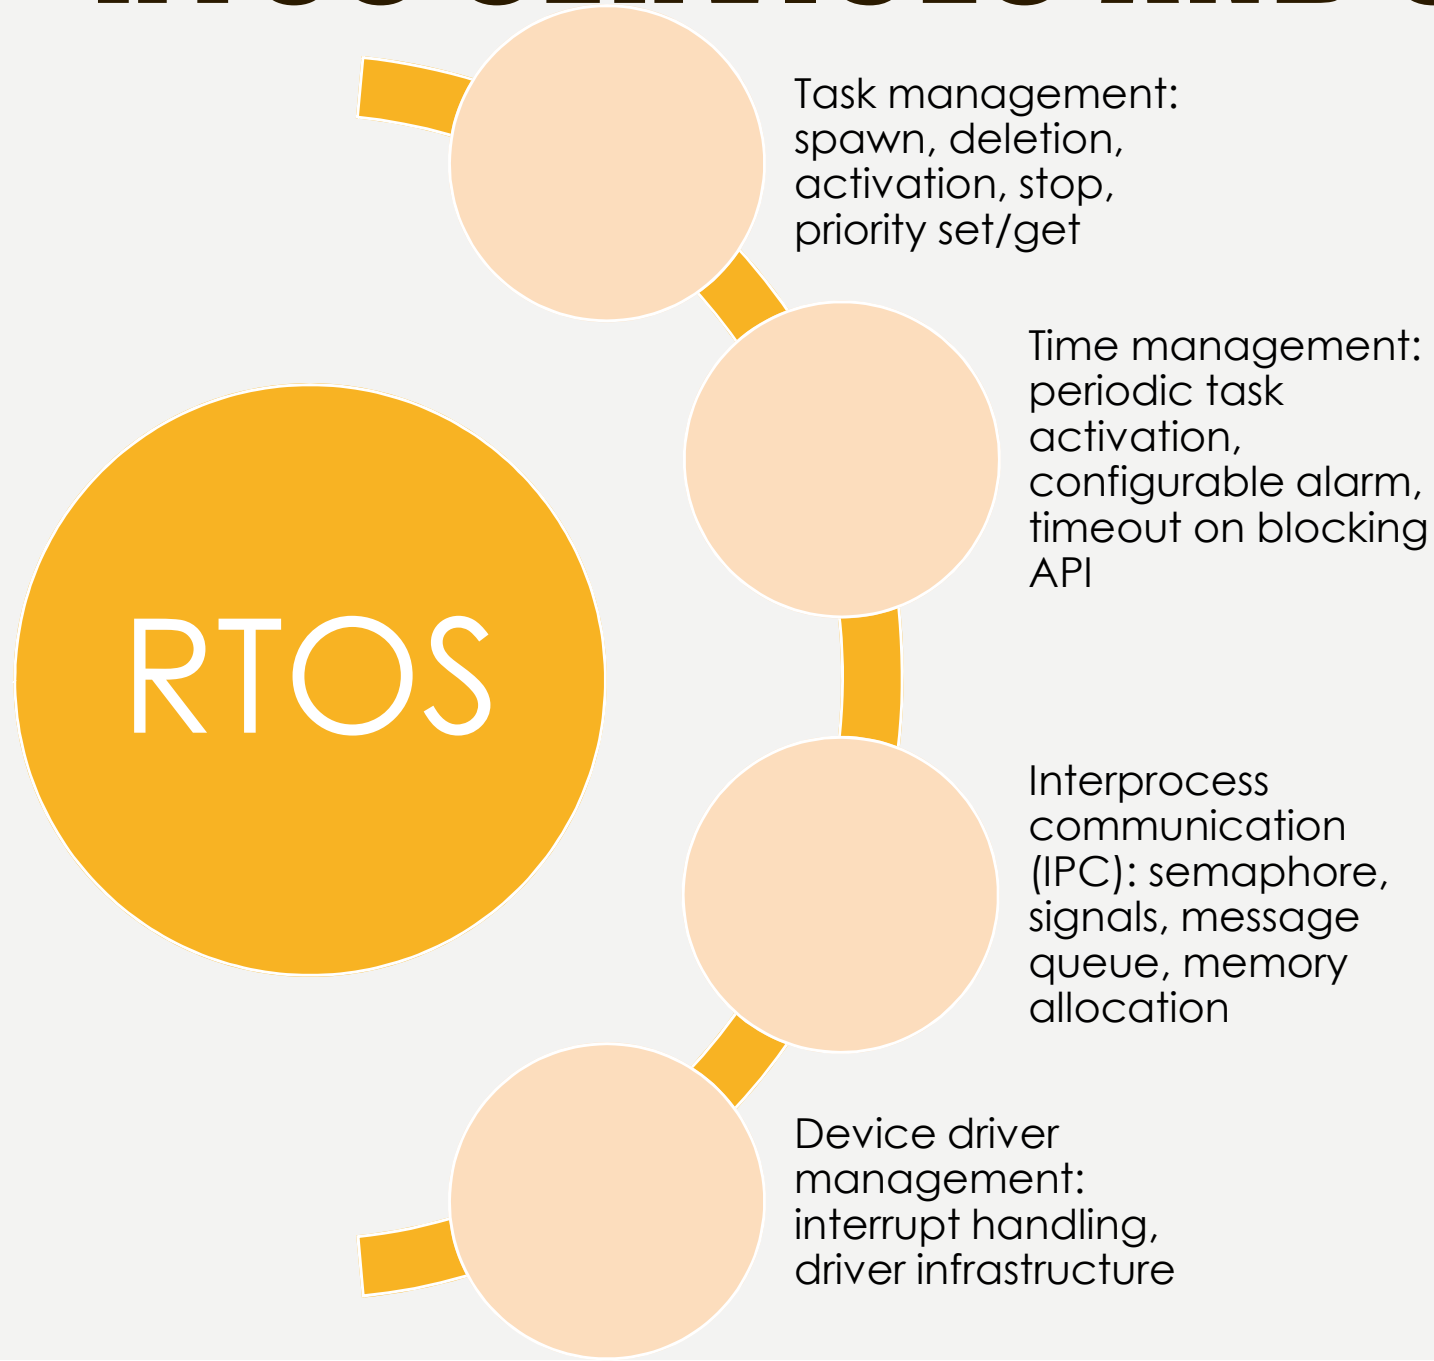 RTOS
Task management:
spawn, deletion,
activation, stop,
priority set/get
Time management:
periodic task
activation,
configurable alarm,
timeout on blocking
API
Interprocess
communication
(IPC): semaphore,
signals, message
queue, memory
allocation
Device driver
management:
interrupt handling,
driver infrastructure